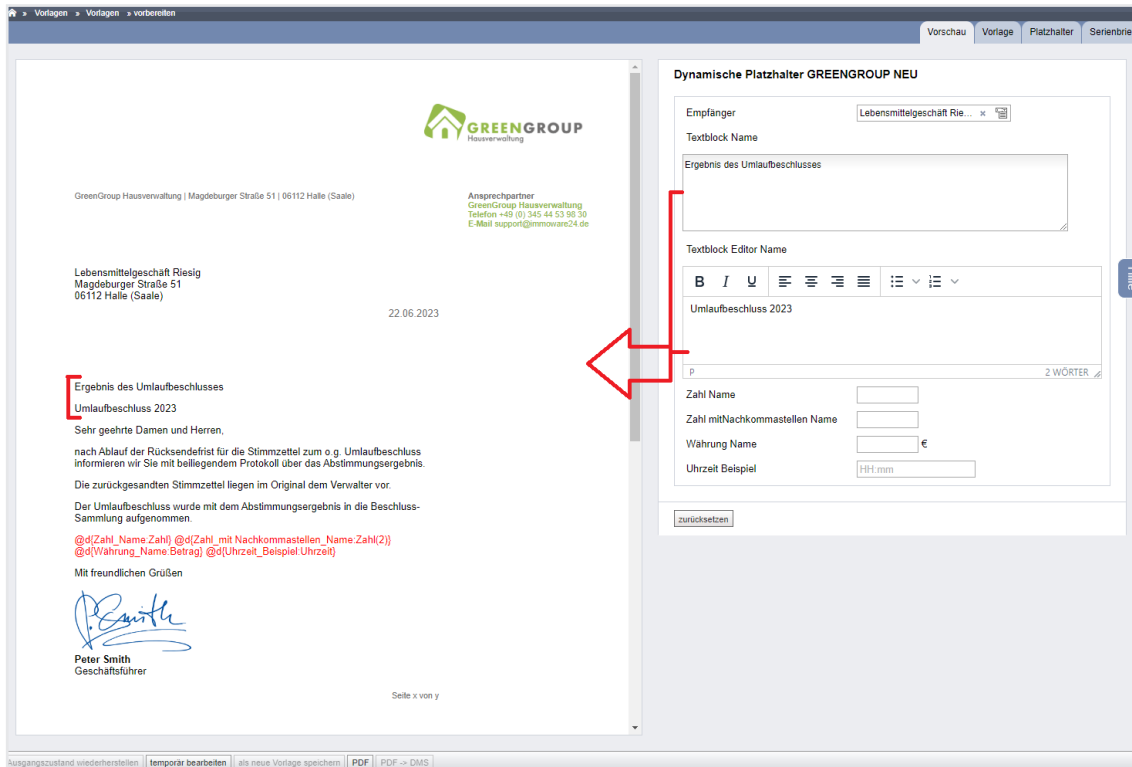 » Vorlagen » Vorlagen » vorbereiten
Vorschau Vorlage Platzhalter Serienbrie
GREENGROUP
Hausverwaltung
GreenGroup Hausverwaltung | Magdeburger Straße 51 | 06112 Halle (Saale)
Ansprechpartner
GreenGroup Hausverwaltung
Telefon +49 (0) 345 44 53 98 30
E-Mail support@immoware24.de
Lebensmittelgeschäft Riesig
Magdeburger Straße 51
06112 Halle (Saale)
22.06.2023
Ergebnis des Umlaufbeschlusses
Umlaufbeschluss 2023
Sehr geehrte Damen und Herren,
nach Ablauf der Rücksendefrist für die Stimmzettel zum o.g. Umlaufbeschluss
informieren wir Sie mit beiliegendem Protokoll über das Abstimmungsergebnis.
Die zurückgesandten Stimmzettel liegen im Original dem Verwalter vor.
Der Umlaufbeschluss wurde mit dem Abstimmungsergebnis in die Beschluss-
Sammlung aufgenommen.
@d{Zahl_Name:Zahl} @d{Zahl_mit Nachkommastellen_Name:Zahl(2)}
@d{Währung_Name:Betrag} @d{Uhrzeit_Beispiel:Uhrzeit}
Mit freundlichen Grüßen
P. Smith
Peter Smith
Geschäftsführer
Seite x von y
Dynamische Platzhalter GREENGROUP NEU
Empfänger Lebensmittelgeschäft Rie... ×
Textblock Name
Ergebnis des Umlaufbeschlusses
Textblock Editor Name
B I U
Umlaufbeschluss 2023
P 2 WÖRTER
Zahl Name
Zahl mitNachkommastellen Name
Währung Name €
Uhrzeit Beispiel HH:mm
zurücksetzen
Hilfe
Ausgangszustand wiederherstellen temporär bearbeiten als neue Vorlage speichern PDF PDF -> DMS